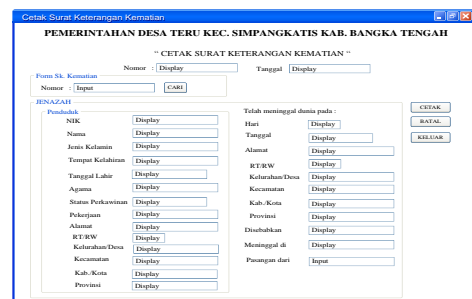 Cetak Surat Keterangan Kematian
PEMERINTAHAN DESA TERU KEC. SIMPANGKATIS KAB. BANGKA TENGAH
“ CETAK SURAT KETERANGAN KEMATIAN “
Nomor : Display Tanggal Display
Form Sk. Kematian
Nomor : Input CARI
JENAZAH
Penduduk
NIK Display
Nama Display
Jenis Kelamin Display
Tempat Kelahiran Display
Tanggal Lahir Display
Agama Display
Status Perkawinan Display
Pekerjaan Display
Alamat Display
RT/RW Display
Kelurahan/Desa Display
Kecamatan Display
Kab./Kota Display
Provinsi Display
Telah meninggal dunia pada :
Hari Display
Tanggal Display
Alamat Display
RT/RW Display
Kelurahan/Desa Display
Kecamatan Display
Kab./Kota Display
Provinsi Display
Disebabkan Display
Meninggal di Display
Pasangan dari Input
CETAK
BATAL
KELUAR